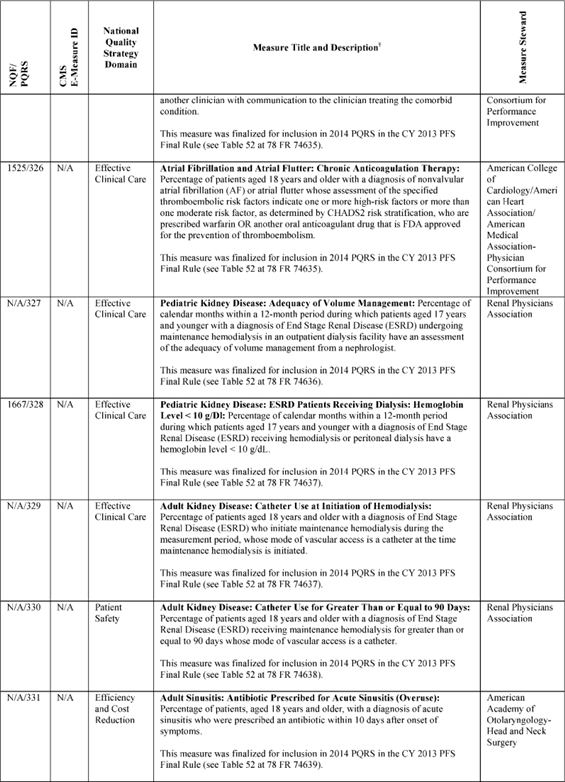 NQF/
PQRS
CMS
E-Measure ID
National
Quality
Strategy
Domain
Measure Title and Description¥
Measure Steward
another clinician with communication to the clinician treating the comorbid
condition.
This measure was finalized for inclusion in 2014 PQRS in the CY 2013 PFS
Final Rule (see Table 52 at 78 FR 74635).
Consortium for
Performance
Improvement
1525/326
N/A
Effective
Clinical Care
Atrial Fibrillation and Atrial Flutter: Chronic Anticoagulation Therapy:
Percentage of patients aged 18 years and older with a diagnosis of nonvalvular
atrial fibrillation (AF) or atrial flutter whose assessment of the specified
thromboembolic risk factors indicate one or more high-risk factors or more than
one moderate risk factor, as determined by CHADS2 risk stratification, who are
prescribed warfarin OR another oral anticoagulant drug that is FDA approved
for the prevention of thromboembolism.
This measure was finalized for inclusion in 2014 PQRS in the CY 2013 PFS
Final Rule (see Table 52 at 78 FR 74635).
American College
of
Cardiology/Ameri
can Heart
Association/
American
Medical
Association-
Physician
Consortium for
Performance
Improvement
N/A/327
N/A
Effective
Clinical Care
Pediatric Kidney Disease: Adequacy of Volume Management: Percentage of
calendar months within a 12-month period during which patients aged 17 years
and younger with a diagnosis of End Stage Renal Disease (ESRD) undergoing
maintenance hemodialysis in an outpatient dialysis facility have an assessment
of the adequacy of volume management from a nephrologist.
This measure was finalized for inclusion in 2014 PQRS in the CY 2013 PFS
Final Rule (see Table 52 at 78 FR 74636).
Renal Physicians
Association
1667/328
N/A
Effective
Clinical Care
Pediatric Kidney Disease: ESRD Patients Receiving Dialysis: Hemoglobin
Level < 10 g/Dl: Percentage of calendar months within a 12-month period
during which patients aged 17 years and younger with a diagnosis of End Stage
Renal Disease (ESRD) receiving hemodialysis or peritoneal dialysis have a
hemoglobin level < 10 g/dL.
This measure was finalized for inclusion in 2014 PQRS in the CY 2013 PFS
Final Rule (see Table 52 at 78 FR 74637).
Renal Physicians
Association
N/A/329
N/A
Effective
Clinical Care
Adult Kidney Disease: Catheter Use at Initiation of Hemodialysis:
Percentage of patients aged 18 years and older with a diagnosis of End Stage
Renal Disease (ESRD) who initiate maintenance hemodialysis during the
measurement period, whose mode of vascular access is a catheter at the time
maintenance hemodialysis is initiated.
This measure was finalized for inclusion in 2014 PQRS in the CY 2013 PFS
Final Rule (see Table 52 at 78 FR 74637).
Renal Physicians
Association
N/A/330
N/A
Patient
Safety
Adult Kidney Disease: Catheter Use for Greater Than or Equal to 90 Days:
Percentage of patients aged 18 years and older with a diagnosis of End Stage
Renal Disease (ESRD) receiving maintenance hemodialysis for greater than or
equal to 90 days whose mode of vascular access is a catheter.
This measure was finalized for inclusion in 2014 PQRS in the CY 2013 PFS
Final Rule (see Table 52 at 78 FR 74638).
Renal Physicians
Association
N/A/331
N/A
Efficiency
and Cost
Reduction
Adult Sinusitis: Antibiotic Prescribed for Acute Sinusitis (Overuse):
Percentage of patients, aged 18 years and older, with a diagnosis of acute
sinusitis who were prescribed an antibiotic within 10 days after onset of
symptoms.
This measure was finalized for inclusion in 2014 PQRS in the CY 2013 PFS
Final Rule (see Table 52 at 78 FR 74639).
American
Academy of
Otolaryngology-
Head and Neck
Surgery